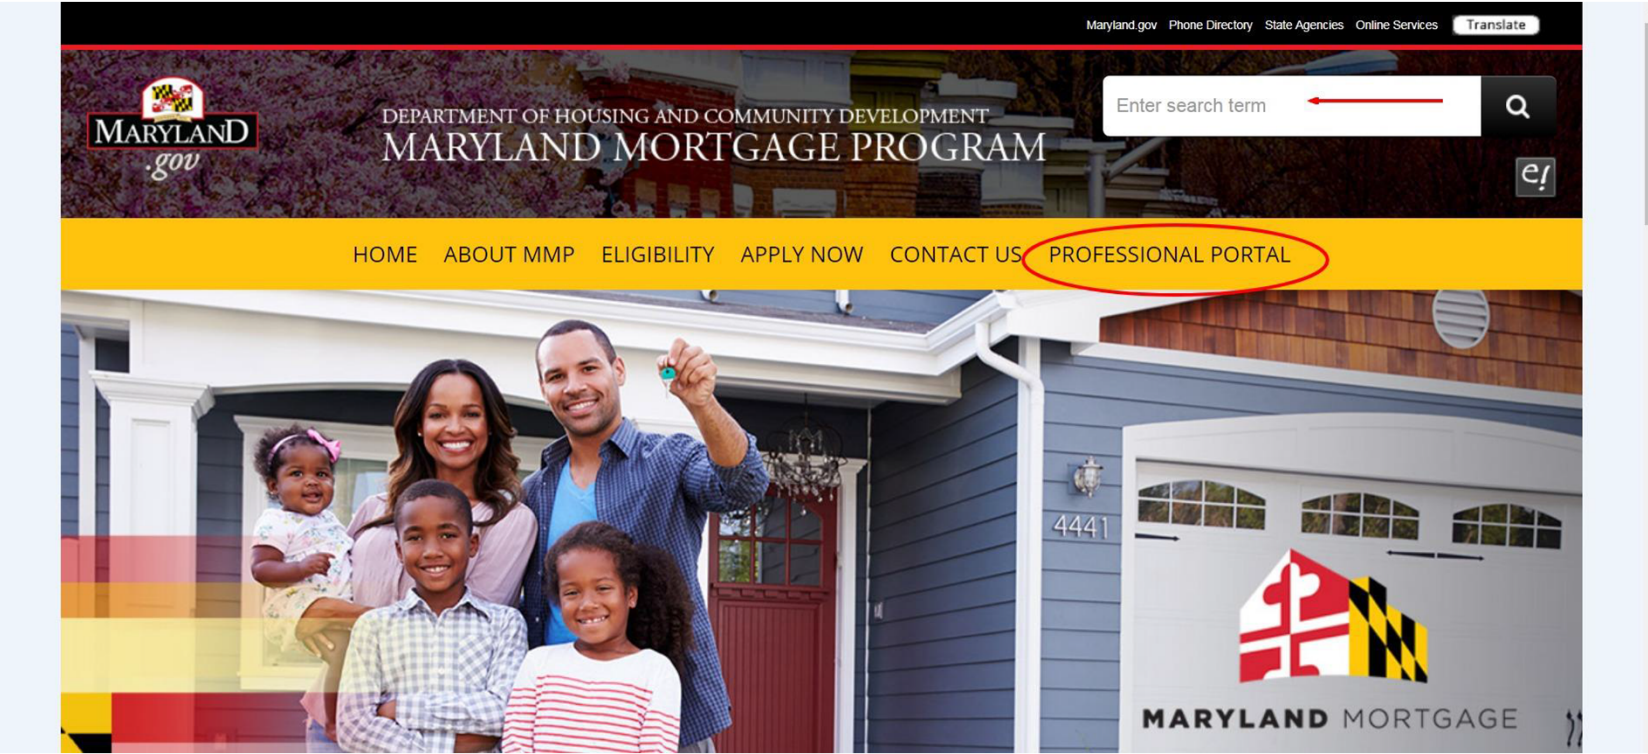 Maryland.gov Phone Directory State Agencies Online Services Translate
MARYLAND
.gov
DEPARTMENT OF HOUSING AND COMMUNITY DEVELOPMENT
MARYLAND MORTGAGE PROGRAM
Enter search term
e!
HOME ABOUT MMP ELIGIBILITY APPLY NOW CONTACT US PROFESSIONAL PORTAL
4441
MARYLAND MORTGAGE